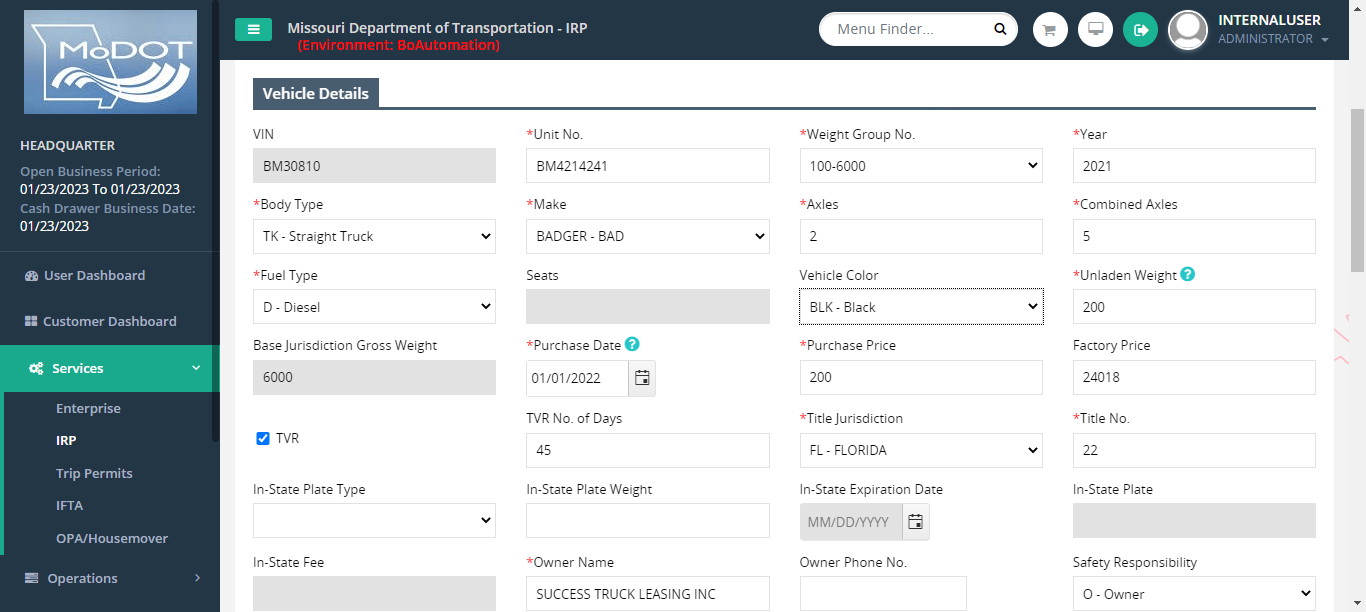 MoDOT
HEADQUARTER
Open Business Period:
01/23/2023 To 01/23/2023
Cash Drawer Business Date:
01/23/2023
User Dashboard
Customer Dashboard
Services
Enterprise
IRP
Trip Permits
IFTA
OPA/Housemover
Operations
Missouri Department of Transportation - IRP
(Environment: BoAutomation)
Menu Finder...
INTERNALUSER
ADMINISTRATOR
Vehicle Details
VIN *Unit No. *Weight Group No. *Year
BM30810 BM4214241 100-6000 2021
*Body Type *Make *Axles *Combined Axles
TK - Straight Truck BADGER - BAD 2 5
*Fuel Type Seats Vehicle Color *Unladen Weight ?
D - Diesel BLK - Black 200
Base Jurisdiction Gross Weight *Purchase Date ? *Purchase Price Factory Price
6000 01/01/2022 200 24018
TVR TVR No. of Days *Title Jurisdiction *Title No.
45 FL - FLORIDA 22
In-State Plate Type In-State Plate Weight In-State Expiration Date In-State Plate
MM/DD/YYYY
In-State Fee *Owner Name Owner Phone No. Safety Responsibility
SUCCESS TRUCK LEASING INC O - Owner